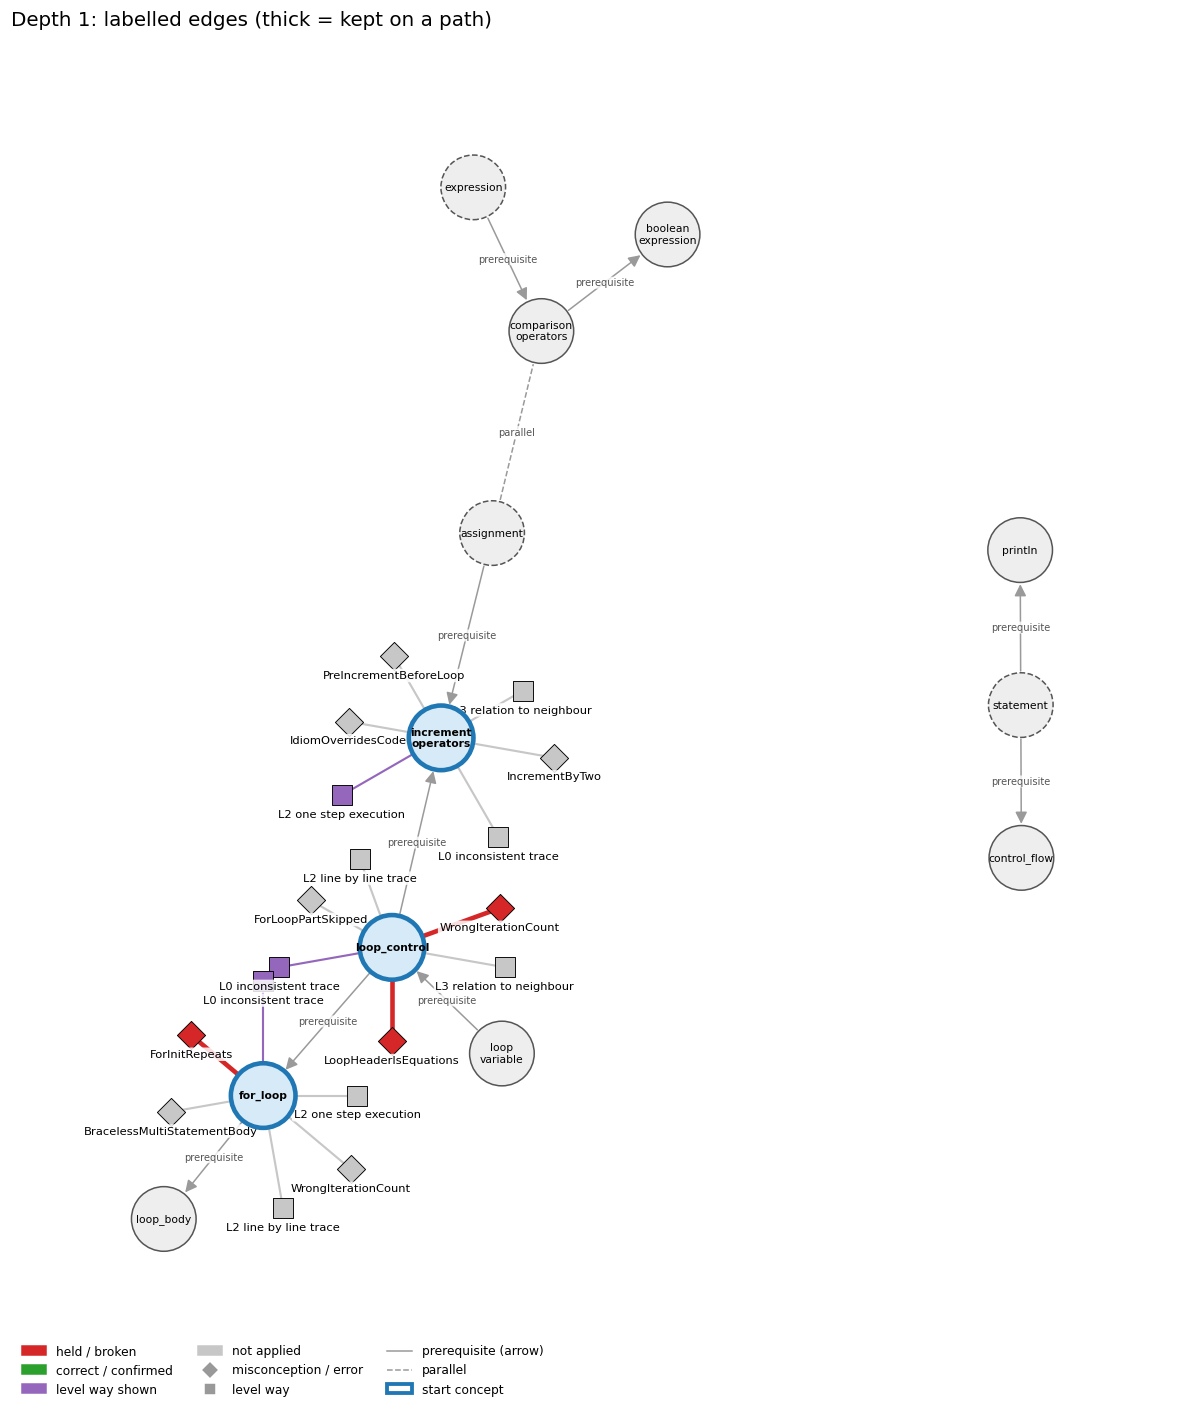 Depth 1: labelled edges (thick = kept on a path)
expression
boolean
expression
prerequisite
prerequisite
comparison
operators
parallel
assignment
println
prerequisite
prerequisite
PreIncrementBeforeLoop
statement
3 relation to neighbour
increment
operators
IdiomOverridesCode
IncrementByTwo
prerequisite
L2 one step execution
prerequisite
L0 inconsistent trace
control_flow
L2 line by line trace
ForLoopPartSkipped
WrongIterationCount
loop_control
L0 inconsistent trace
L3 relation to neighbour
L0 inconsistent trace
prerequisite
prerequisite
ForInitRepeats
LoopHeaderIsEquations
loop
variable
for_loop
L2 one step execution
BracelessMultiStatementBody
prerequisite
WrongIterationCount
loop_body
L2 line by line trace
held / broken
not applied
prerequisite (arrow)
correct / confirmed
misconception / error
parallel
level way shown
level way
start concept